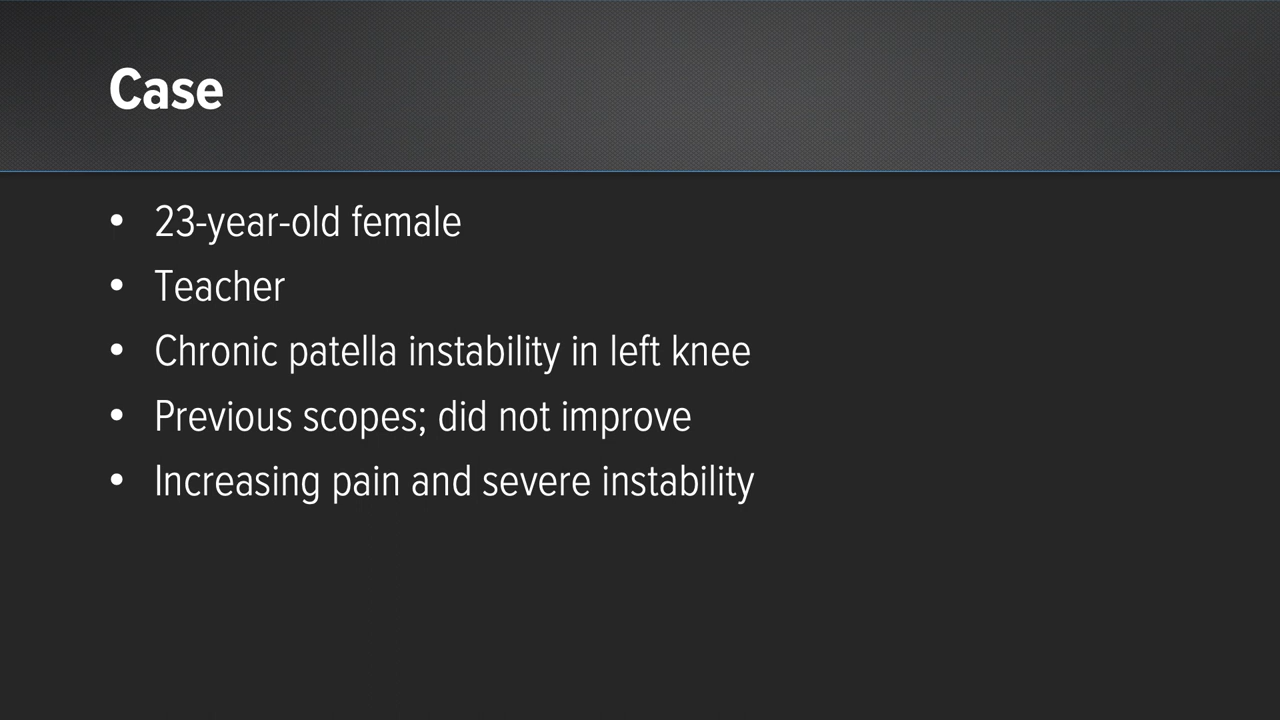 Case
• 23-year-old female
• Teacher
• Chronic patella instability in left knee
• Previous scopes; did not improve
• Increasing pain and severe instability